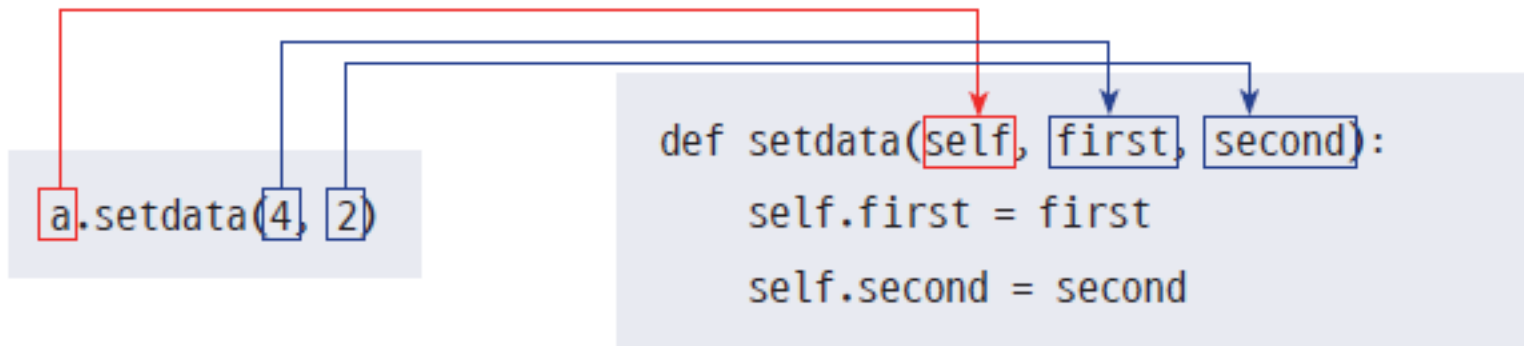 a.setdata(4, 2)
def setdata(self, first, second):
self.first = first
self.second = second